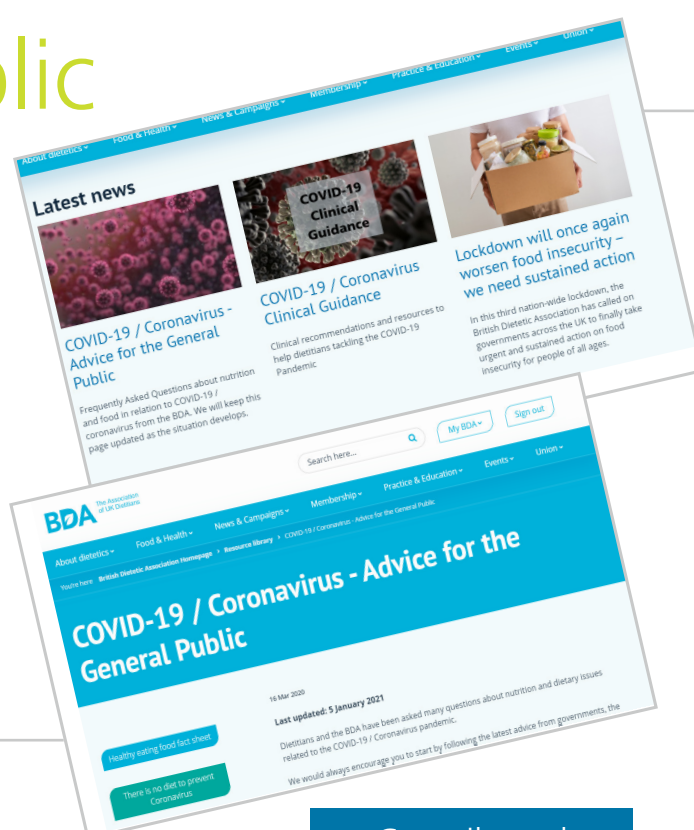 About dietetics Food & Health News & Campaigns Membership Practice & Education Events Union
Latest news
COVID-19
Clinical
Guidance
COVID-19 / Coronavirus -
Advice for the General
Public
Frequently Asked Questions about nutrition
and food in relation to COVID-19 /
coronavirus from the BDA. We will keep this
page updated as the situation develops.
COVID-19 / Coronavirus
Clinical Guidance
Clinical recommendations and resources to
help dietitians tackling the COVID-19
Pandemic
Lockdown will once again
worsen food insecurity –
we need sustained action
In this third nation-wide lockdown, the
British Dietetic Association has called on
governments across the UK to finally take
urgent and sustained action on food
insecurity for people of all ages.
Search here... My BDA Sign out
BDA The Association
of UK Dietitians
About dietetics Food & Health News & Campaigns Membership Practice & Education Events Union
You're here British Dietetic Association Homepage > Resource library > COVID-19 / Coronavirus - Advice for the General Public
COVID-19 / Coronavirus - Advice for the
General Public
Healthy eating food fact sheet
There is no diet to prevent
Coronavirus
16 Mar 2020
Last updated: 5 January 2021
Dietitians and the BDA have been asked many questions about nutrition and dietary issues
related to the COVID-19 / Coronavirus pandemic.
We would always encourage you to start by following the latest advice from governments, the